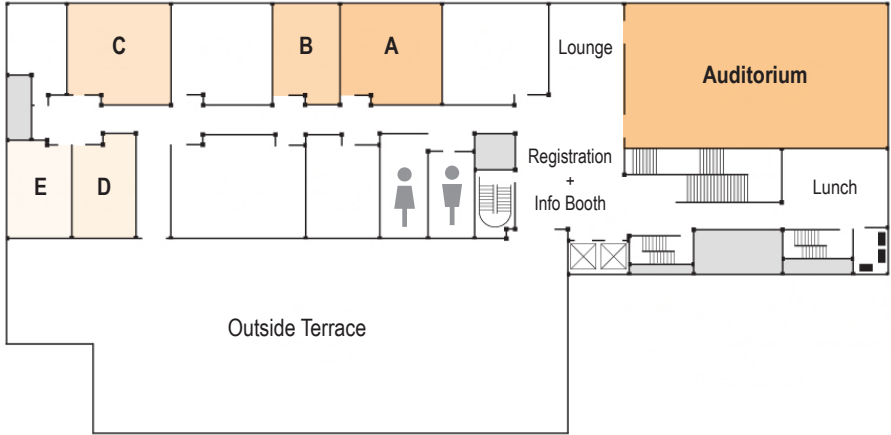 C
B
A
Lounge
Auditorium
E
D
Registration
+
Info Booth
Lunch
Outside Terrace